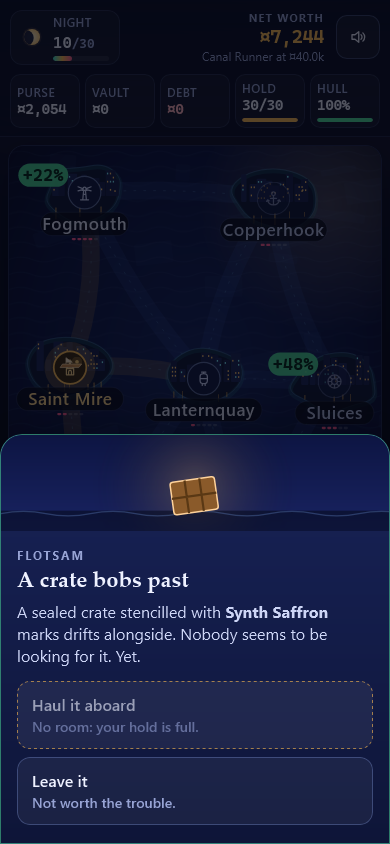 NIGHT
10/30
NET WORTH
¤7,244
Canal Runner at ¤40.0k
PURSE
¤2,054
VAULT
¤0
DEBT
¤0
HOLD
30/30
HULL
100%
+22%
Fogmouth
Copperhook
+48%
Saint Mire
Lanternquay
Sluices
FLOTSAM
A crate bobs past
A sealed crate stencilled with Synth Saffron
marks drifts alongside. Nobody seems to be
looking for it. Yet.
Haul it aboard
No room: your hold is full.
Leave it
Not worth the trouble.